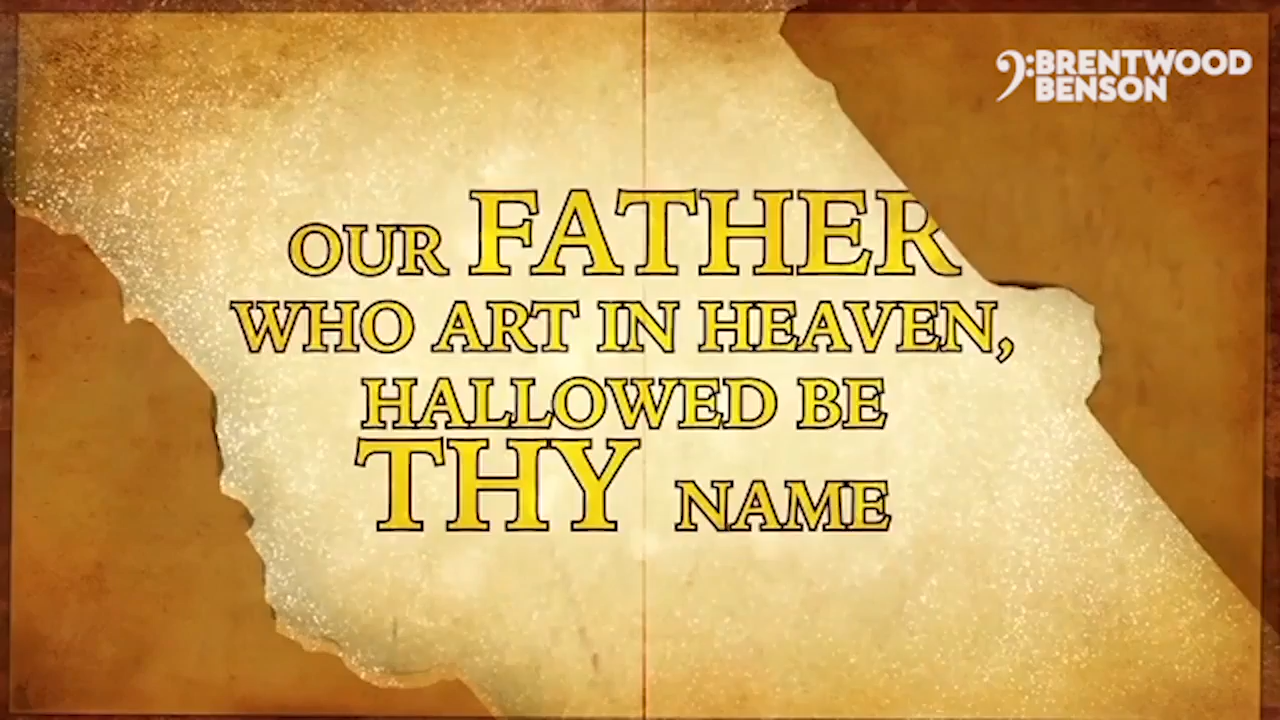 BRENTWOOD
BENSON
OUR FATHER
WHO ART IN HEAVEN,
HALLOWED BE
THY NAME